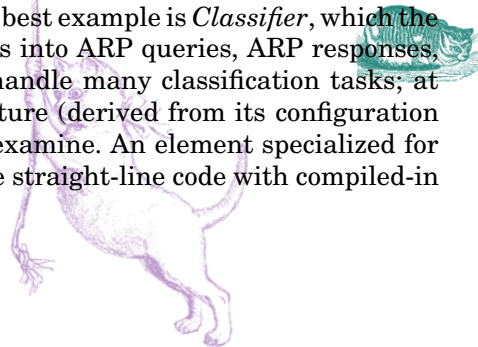 best example is Classifier, which the
s into ARP queries, ARP responses,
handle many classification tasks; at
ture (derived from its configuration
examine. An element specialized for
e straight-line code with compiled-in